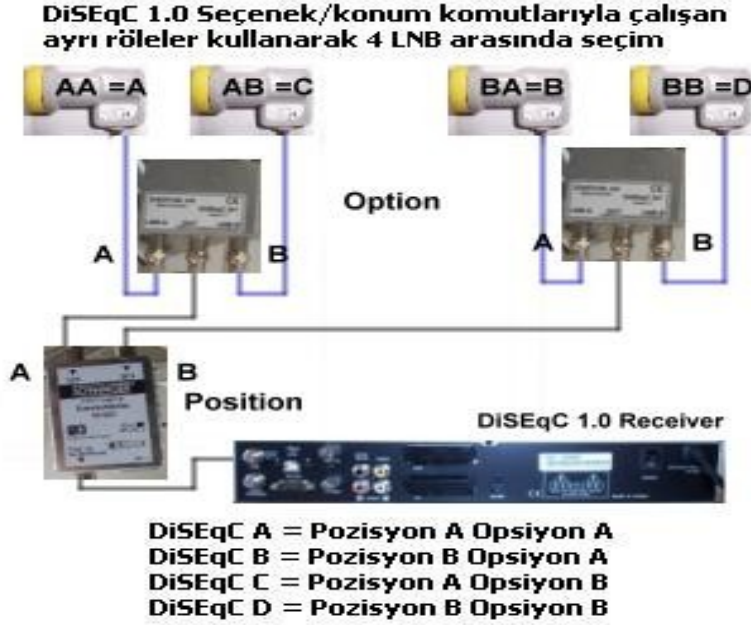 DiSEqC 1.0 Seçenek/konum komutlarıyla çalışan
ayrı röleler kullanarak 4 LNB arasında seçim
AA =A AB =C BA=B BB =D
Option
A B A B
A B
Position
DiSEqC 1.0 Receiver
DiSEqC A = Pozisyon A Opsiyon A
DiSEqC B = Pozisyon B Opsiyon A
DiSEqC C = Pozisyon A Opsiyon B
DiSEqC D = Pozisyon B Opsiyon B